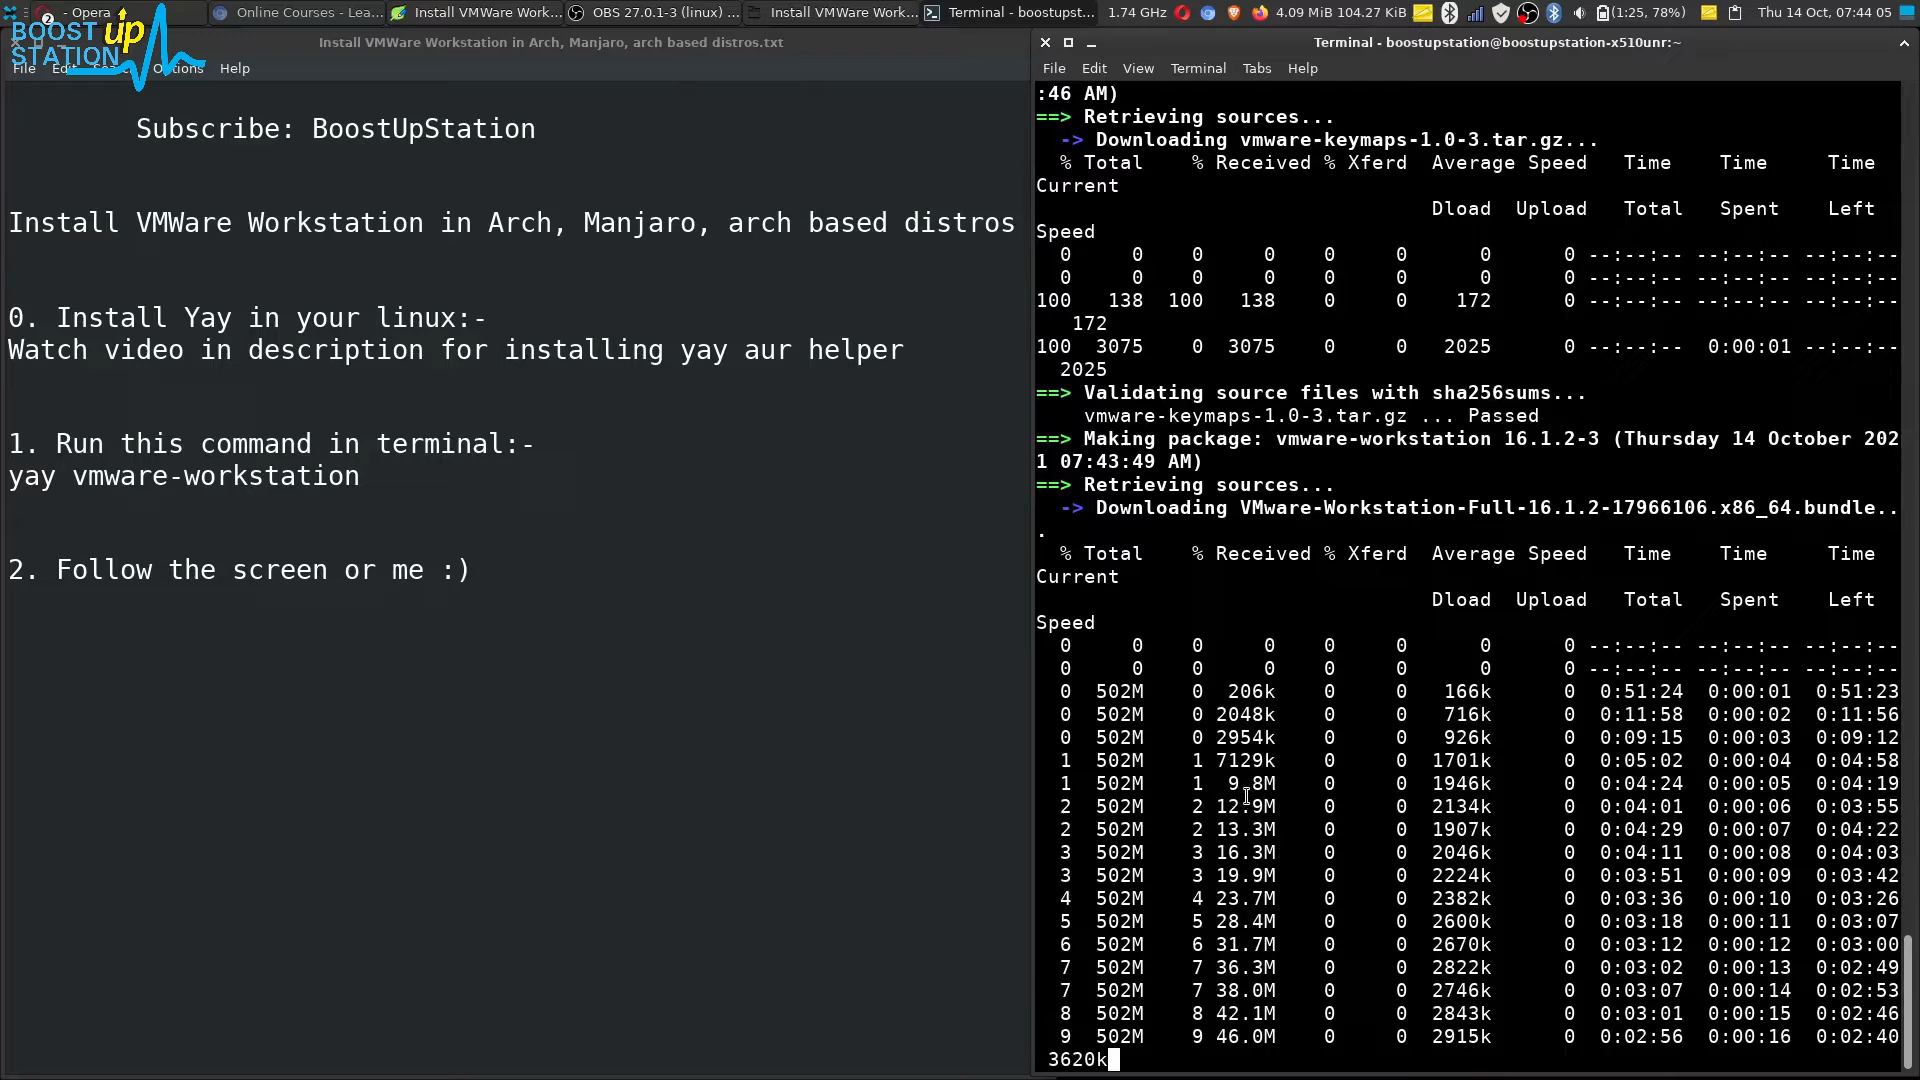 - Opera
2
Online Courses - Lea...
Install VMWare Work...
OBS 27.0.1-3 (linux) ...
Install VMWare Work...
Terminal - boostupst...
1.74 GHz
4.09 MiB 104.27 KiB
(1:25, 78%)
Thu 14 Oct, 07:44 05
BOOST up
STATION
Install VMWare Workstation in Arch, Manjaro, arch based distros.txt
File Edit Search Options Help
Subscribe: BoostUpStation
Install VMWare Workstation in Arch, Manjaro, arch based distros
0. Install Yay in your linux:-
Watch video in description for installing yay aur helper
1. Run this command in terminal:-
yay vmware-workstation
2. Follow the screen or me :)
Terminal - boostupstation@boostupstation-x510unr:~
File Edit View Terminal Tabs Help
:46 AM)
==> Retrieving sources...
-> Downloading vmware-keymaps-1.0-3.tar.gz...
% Total % Received % Xferd Average Speed Time Time Time
Current
Dload Upload Total Spent Left
Speed
0 0 0 0 0 0 0 0 --:--:-- --:--:-- --:--:--
0 0 0 0 0 0 0 0 --:--:-- --:--:-- --:--:--
100 138 100 138 0 0 172 0 --:--:-- --:--:-- --:--:--
172
100 3075 0 3075 0 0 2025 0 --:--:-- 0:00:01 --:--:--
2025
==> Validating source files with sha256sums...
vmware-keymaps-1.0-3.tar.gz ... Passed
==> Making package: vmware-workstation 16.1.2-3 (Thursday 14 October 202
1 07:43:49 AM)
==> Retrieving sources...
-> Downloading VMware-Workstation-Full-16.1.2-17966106.x86_64.bundle..
.
% Total % Received % Xferd Average Speed Time Time Time
Current
Dload Upload Total Spent Left
Speed
0 0 0 0 0 0 0 0 --:--:-- --:--:-- --:--:--
0 0 0 0 0 0 0 0 --:--:-- --:--:-- --:--:--
0 502M 0 206k 0 0 166k 0 0:51:24 0:00:01 0:51:23
0 502M 0 2048k 0 0 716k 0 0:11:58 0:00:02 0:11:56
0 502M 0 2954k 0 0 926k 0 0:09:15 0:00:03 0:09:12
1 502M 1 7129k 0 0 1701k 0 0:05:02 0:00:04 0:04:58
1 502M 1 9.8M 0 0 1946k 0 0:04:24 0:00:05 0:04:19
2 502M 2 12.9M 0 0 2134k 0 0:04:01 0:00:06 0:03:55
2 502M 2 13.3M 0 0 1907k 0 0:04:29 0:00:07 0:04:22
3 502M 3 16.3M 0 0 2046k 0 0:04:11 0:00:08 0:04:03
3 502M 3 19.9M 0 0 2224k 0 0:03:51 0:00:09 0:03:42
4 502M 4 23.7M 0 0 2382k 0 0:03:36 0:00:10 0:03:26
5 502M 5 28.4M 0 0 2600k 0 0:03:18 0:00:11 0:03:07
6 502M 6 31.7M 0 0 2670k 0 0:03:12 0:00:12 0:03:00
7 502M 7 36.3M 0 0 2822k 0 0:03:02 0:00:13 0:02:49
7 502M 7 38.0M 0 0 2746k 0 0:03:07 0:00:14 0:02:53
8 502M 8 42.1M 0 0 2843k 0 0:03:01 0:00:15 0:02:46
9 502M 9 46.0M 0 0 2915k 0 0:02:56 0:00:16 0:02:40
3620k